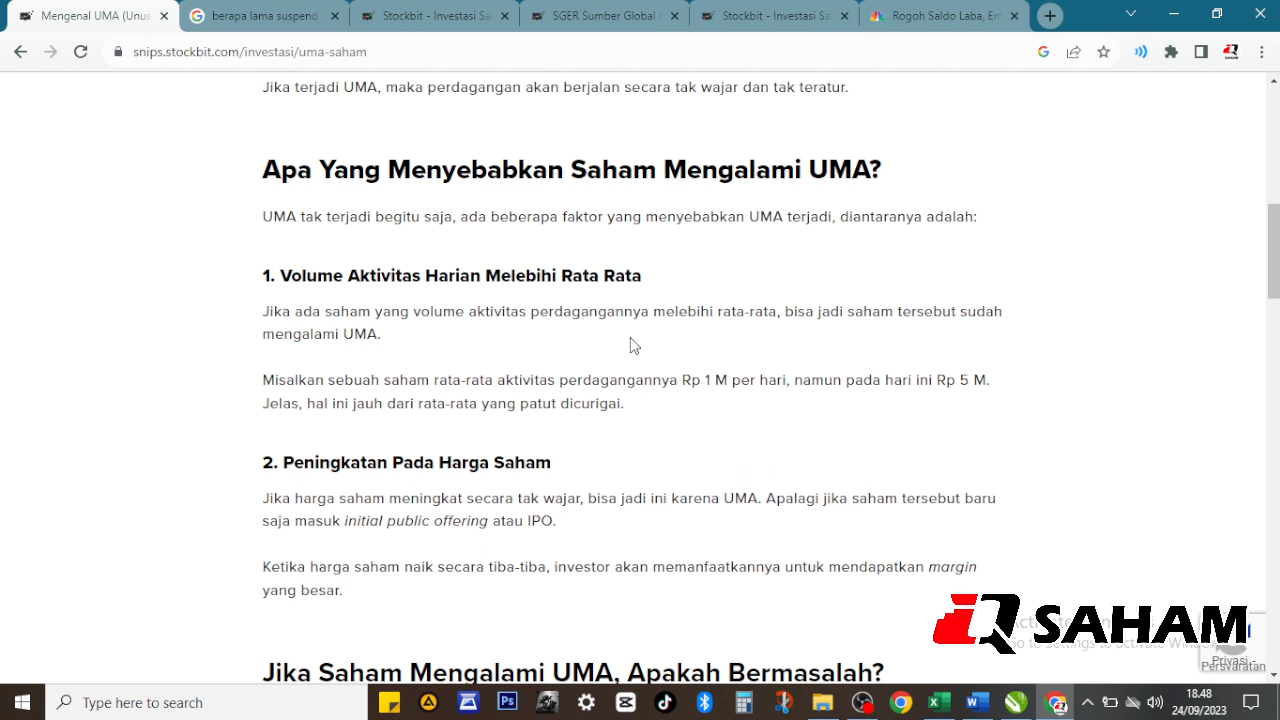 Mengenal UMA (Unus
berapa lama suspend
Stockbit - Investasi Sa
SGER Sumber Global
Stockbit - Investasi Sa
Rogoh Saldo Laba, Em
snips.stockbit.com/investasi/uma-saham
Jika terjadi UMA, maka perdagangan akan berjalan secara tak wajar dan tak teratur.
Apa Yang Menyebabkan Saham Mengalami UMA?
UMA tak terjadi begitu saja, ada beberapa faktor yang menyebabkan UMA terjadi, diantaranya adalah:
1. Volume Aktivitas Harian Melebihi Rata Rata
Jika ada saham yang volume aktivitas perdagangannya melebihi rata-rata, bisa jadi saham tersebut sudah
mengalami UMA.
Misalkan sebuah saham rata-rata aktivitas perdagangannya Rp 1 M per hari, namun pada hari ini Rp 5 M.
Jelas, hal ini jauh dari rata-rata yang patut dicurigai.
2. Peningkatan Pada Harga Saham
Jika harga saham meningkat secara tak wajar, bisa jadi ini karena UMA. Apalagi jika saham tersebut baru
saja masuk initial public offering atau IPO.
Ketika harga saham naik secara tiba-tiba, investor akan memanfaatkannya untuk mendapatkan margin
yang besar.
iQ SAHAM
Go to Settings to activate
Privasi
Persyaratan
Jika Saham Mengalami UMA, Apakah Bermasalah?
Type here to search
18.48
24/09/2023